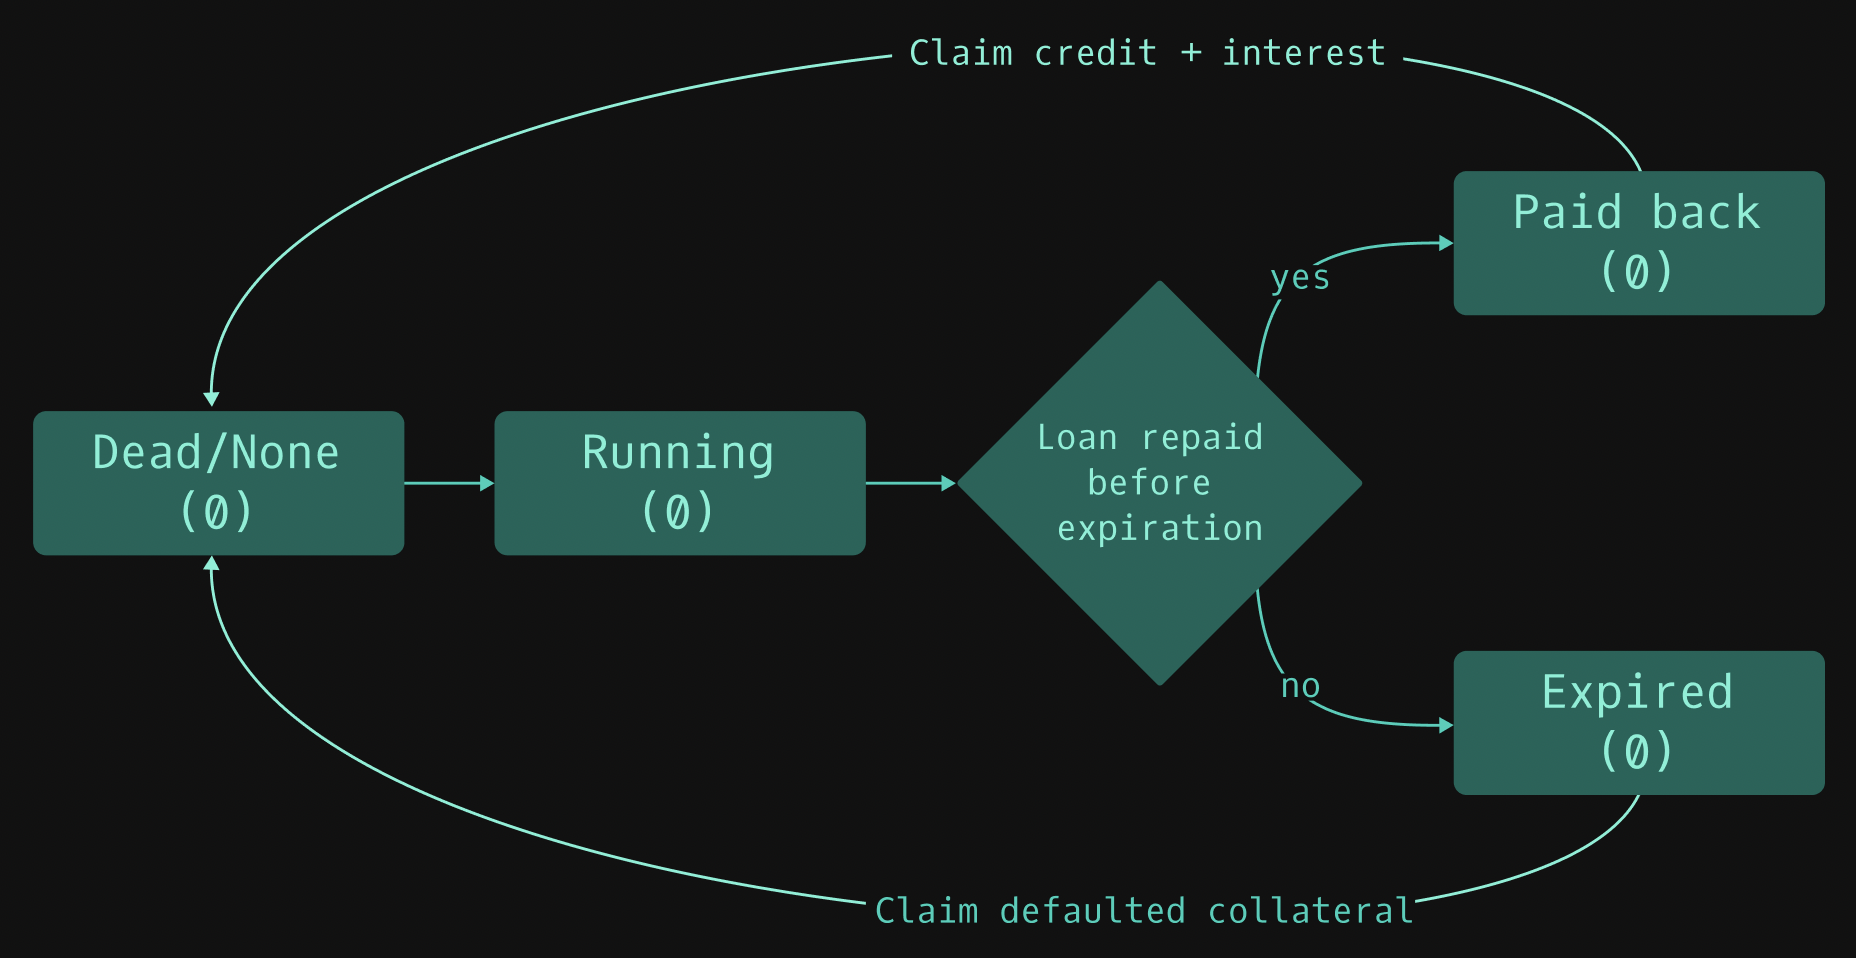 Claim credit + interest
Paid back
(0)
yes
Dead/None
(0)
Running
(0)
Loan repaid
before
expiration
no
Expired
(0)
Claim defaulted collateral